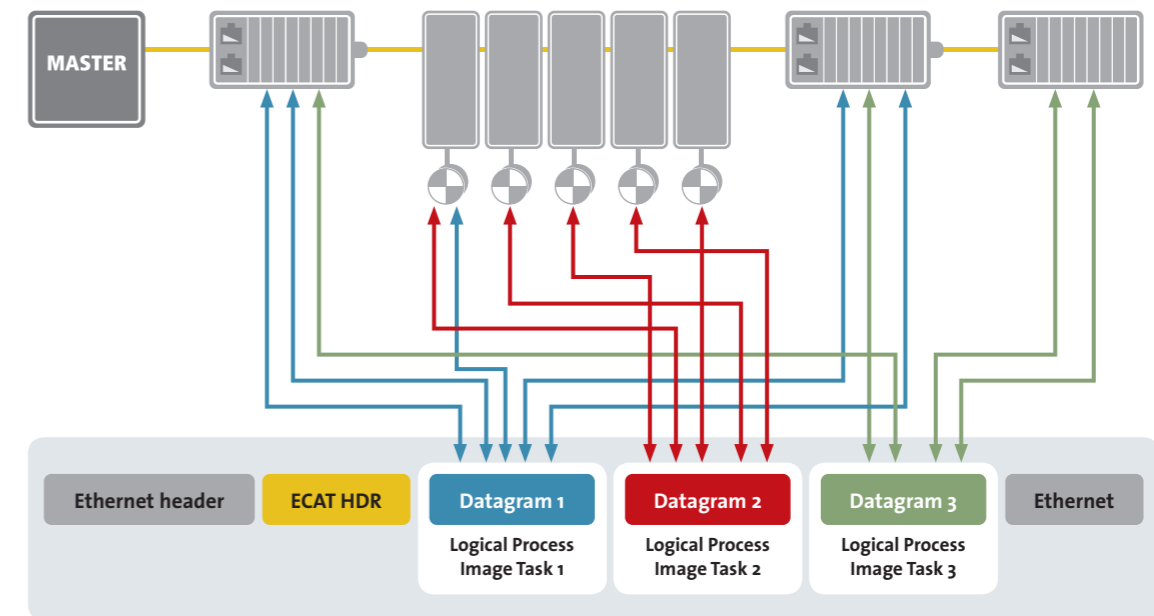 MASTER
Ethernet header
ECAT HDR
Datagram 1
Datagram 2
Datagram 3
Ethernet
Logical Process
Image Task 1
Logical Process
Image Task 2
Logical Process
Image Task 3